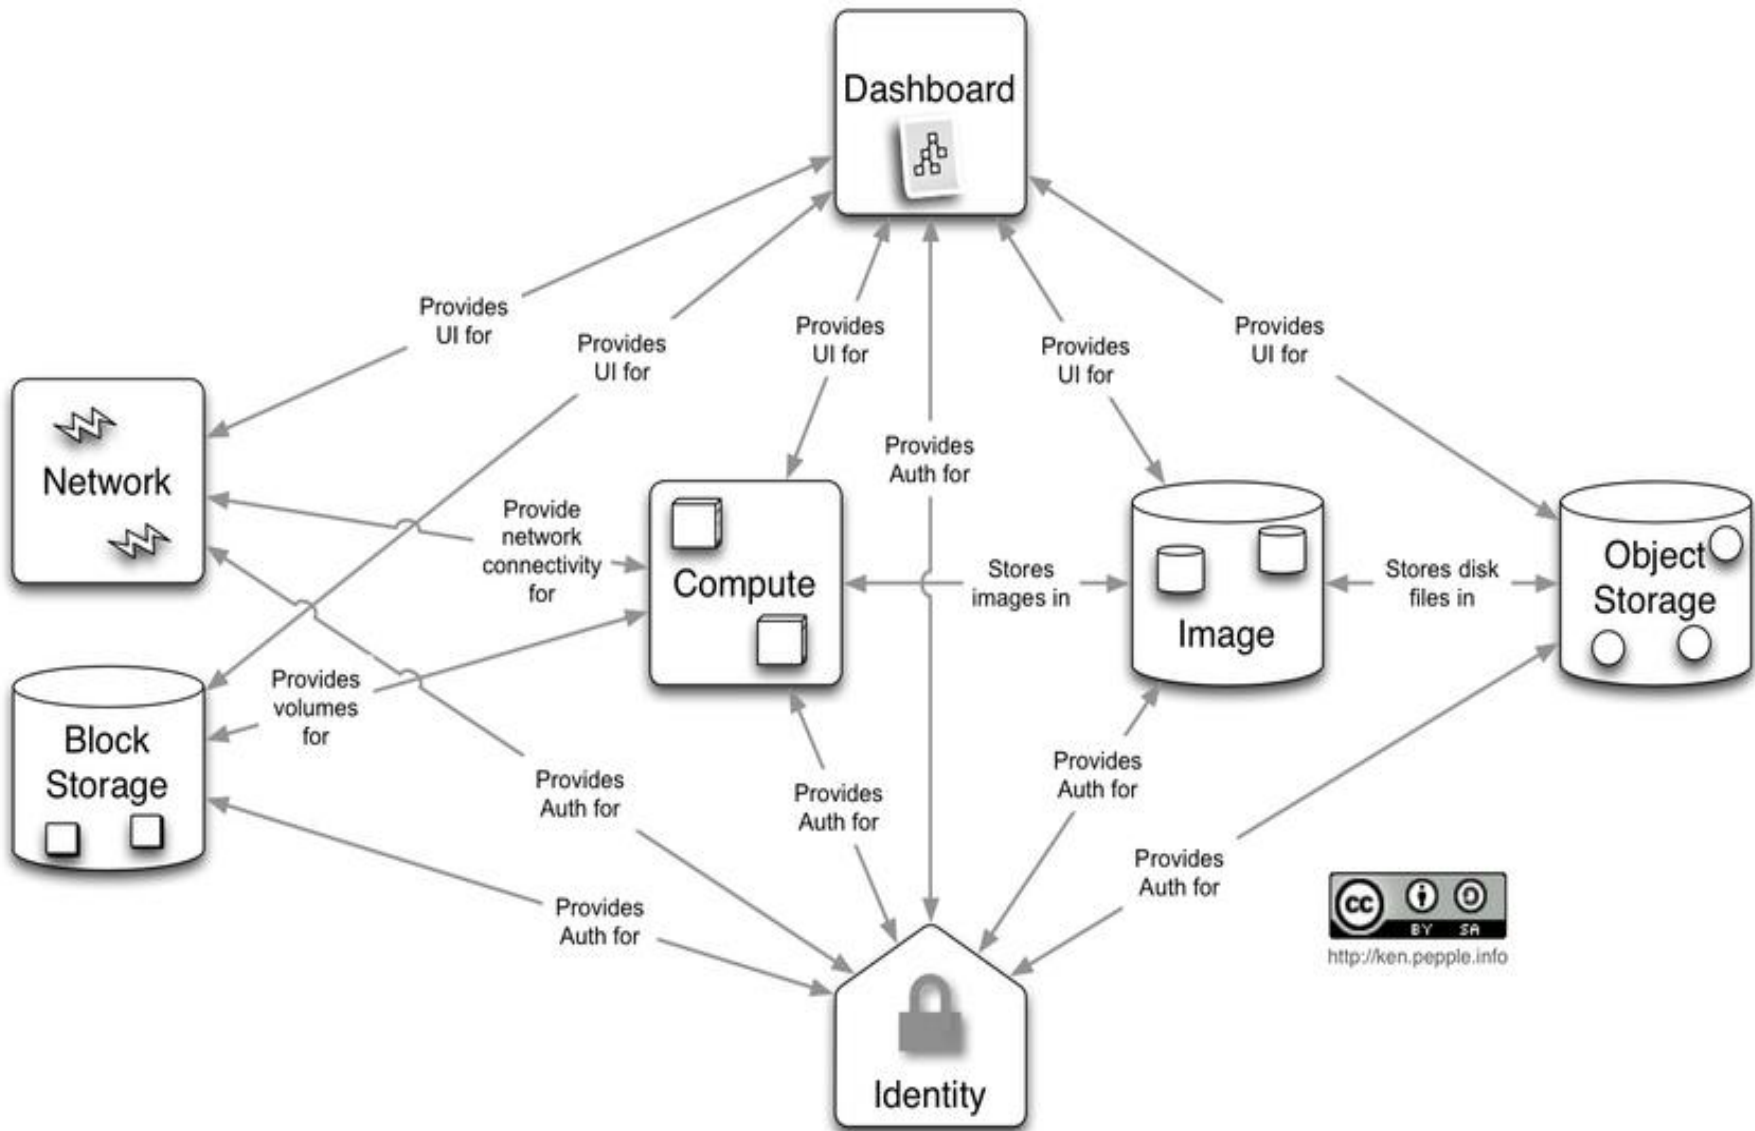 Dashboard
Provides
UI for
Provides
UI for
Provides
UI for
Provides
UI for
Provides
UI for
Network
Provides
Auth for
Provide
network
connectivity
for
Compute
Stores
images in
Image
Stores disk
files in
Object
Storage
Provides
volumes
for
Block
Storage
Provides
Auth for
Provides
Auth for
Provides
Auth for
Provides
Auth for
Provides
Auth for
Identity
cc
BY SA
http://ken.pepple.info